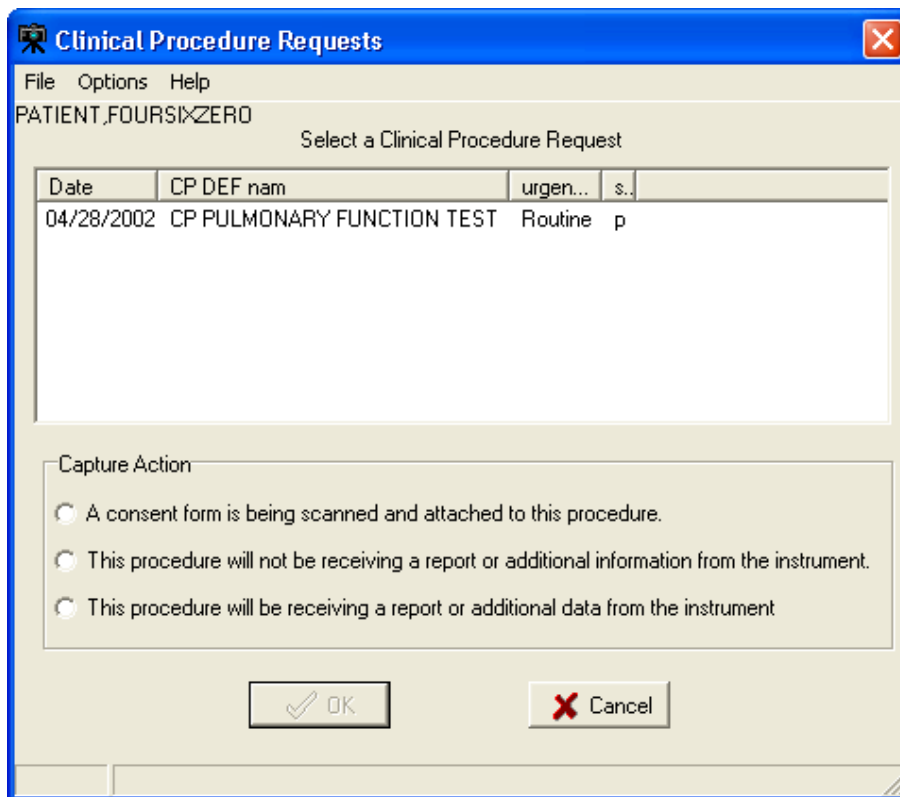 Clinical Procedure Requests
File Options Help
PATIENT,FOURSIXZERO
Select a Clinical Procedure Request
Date CP DEF nam urgen... s..
04/28/2002 CP PULMONARY FUNCTION TEST Routine p
Capture Action
A consent form is being scanned and attached to this procedure.
This procedure will not be receiving a report or additional information from the instrument.
This procedure will be receiving a report or additional data from the instrument
OK Cancel